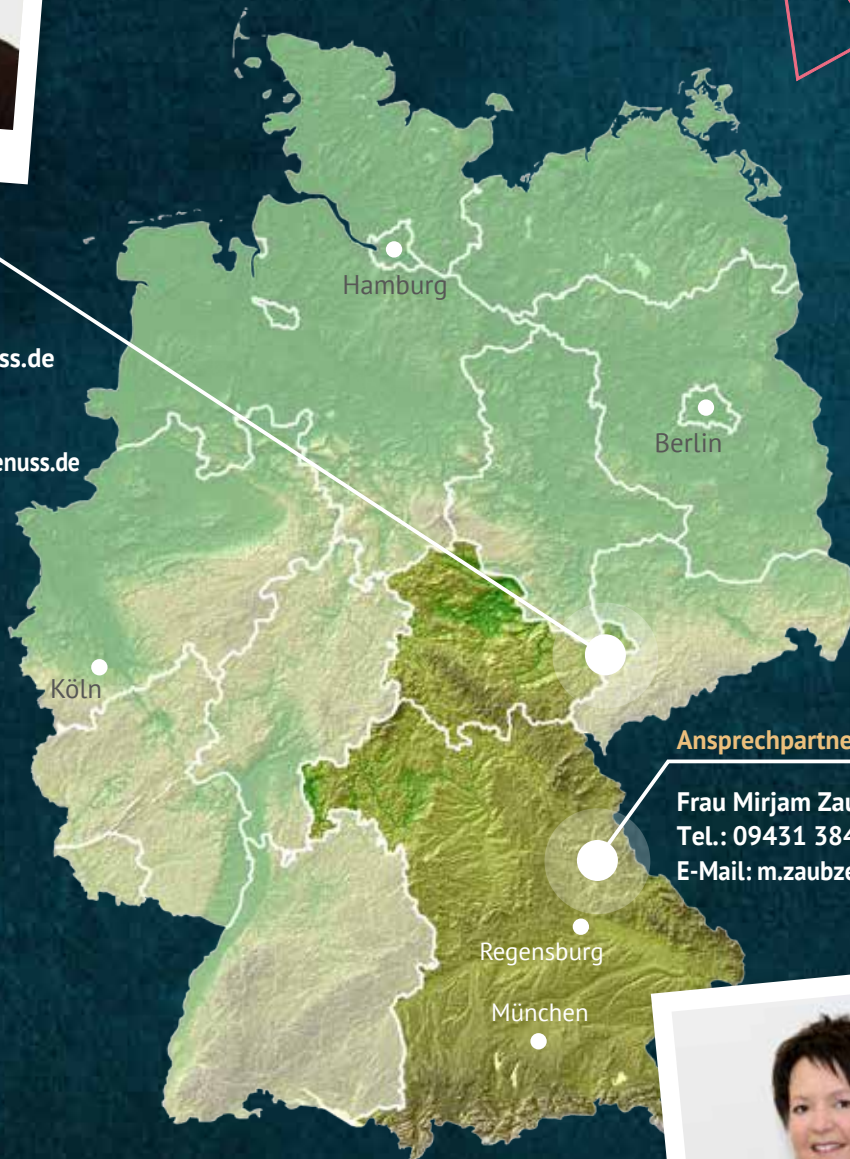 Hamburg
ss.de
Berlin
enuss.de
Köln
Ansprechpartne
Frau Mirjam Zau
Tel.: 09431 384
E-Mail: m.zaubze
Regensburg
München